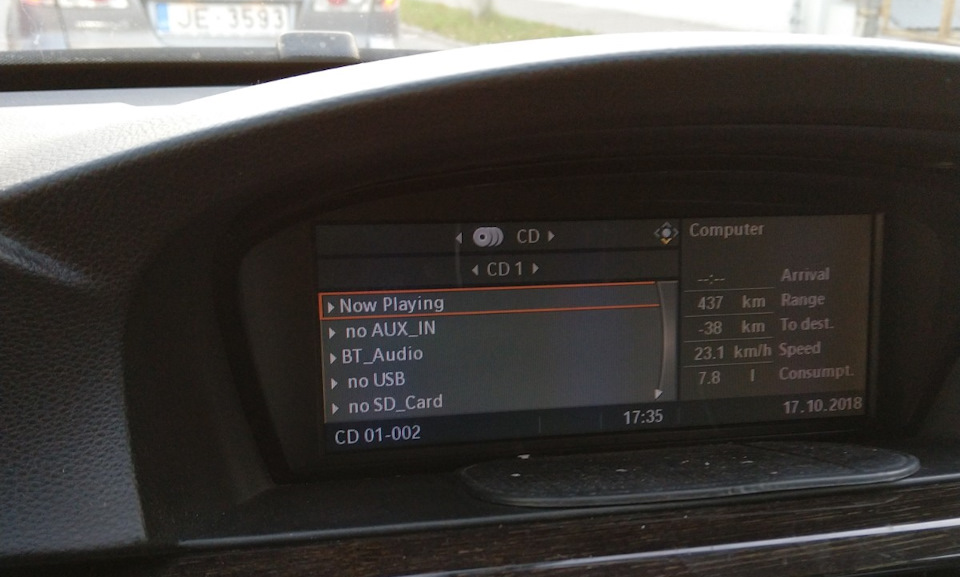 JE-3593
CD
CD 1
Now Playing
no AUX_IN
BT_Audio
no USB
no SD_Card
CD 01-002
17:35
Computer
--:-- Arrival
437 km Range
-38 km To dest.
23.1 km/h Speed
7.8 l Consumpt.
17.10.2018